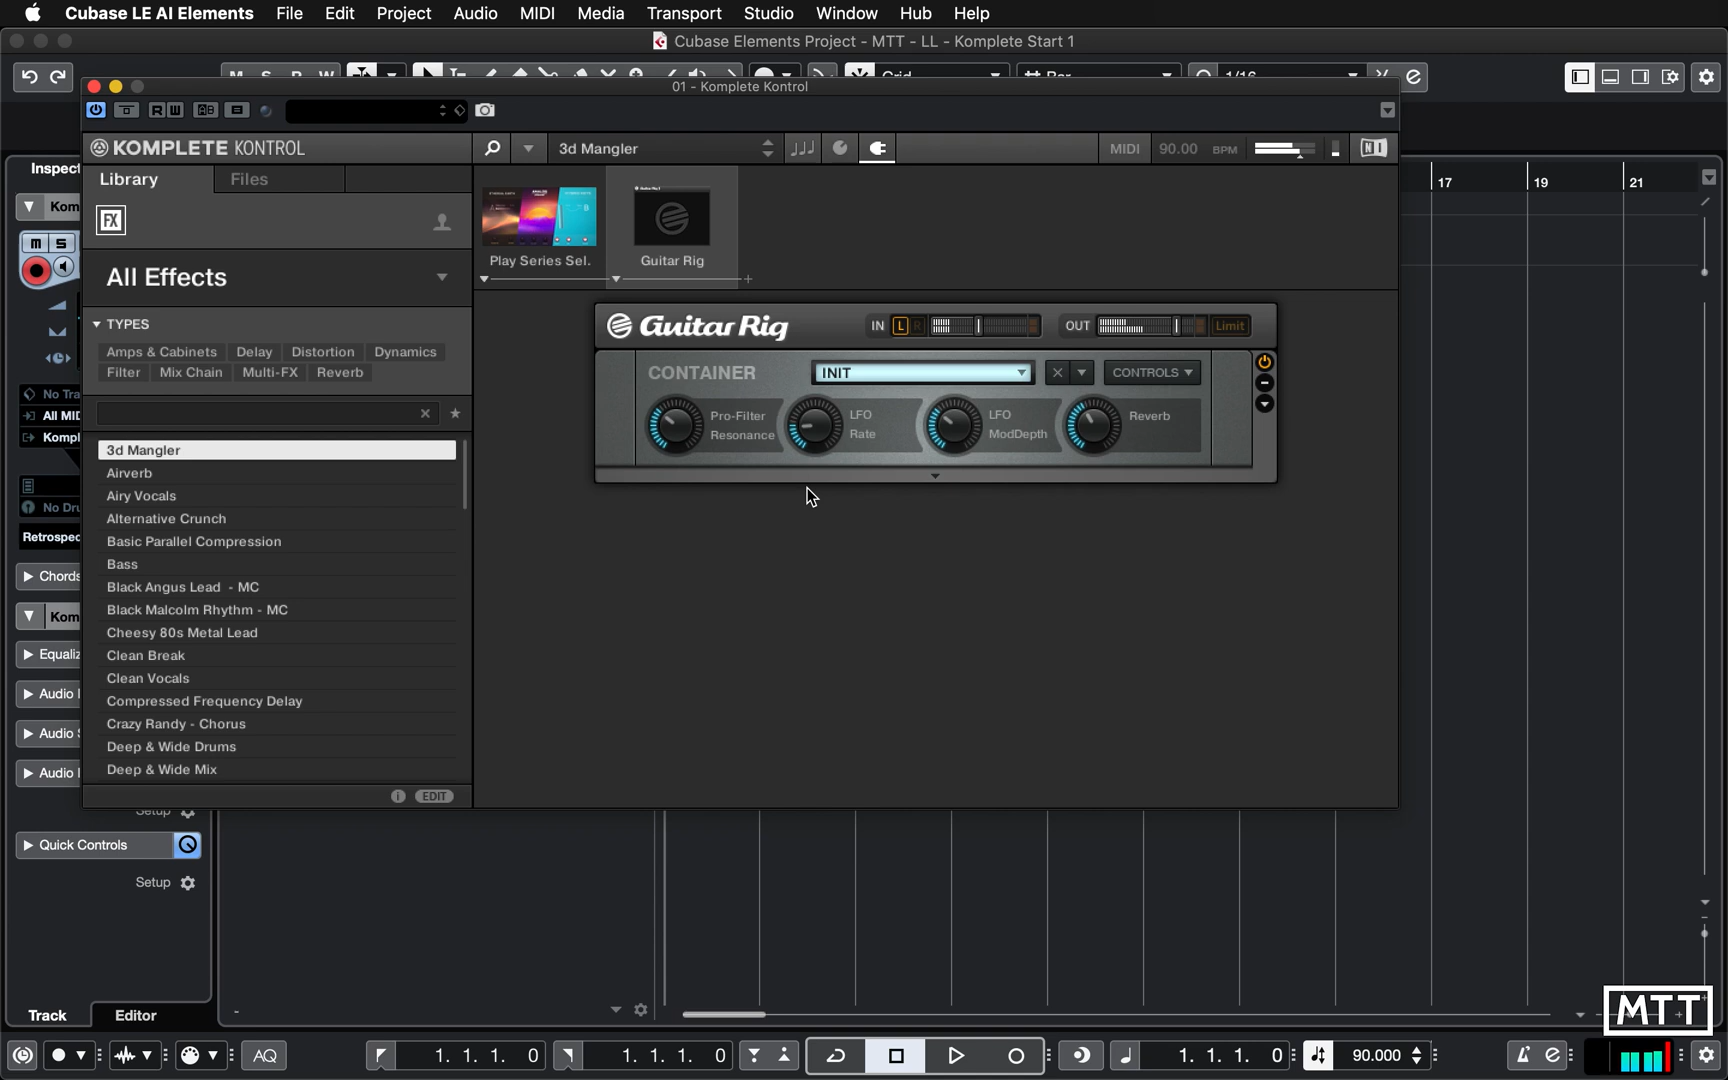 Cubase LE AI Elements File Edit Project Audio MIDI Media Transport Studio Window Hub Help
Cubase Elements Project - MTT - LL - Komplete Start 1
01 - Komplete Kontrol
R W
KOMPLETE KONTROL
3d Mangler
MIDI 90.00 BPM
Library Files
Play Series Sel.
Guitar Rig
17 19 21
M S
FX
All Effects
TYPES
Amps & Cabinets Delay Distortion Dynamics
Filter Mix Chain Multi-FX Reverb
Guitar Rig IN L R OUT Limit
CONTAINER INIT CONTROLS
Pro-Filter Resonance
LFO Rate
LFO ModDepth
Reverb
3d Mangler
Airverb
Airy Vocals
Alternative Crunch
Basic Parallel Compression
Bass
Black Angus Lead - MC
Black Malcolm Rhythm - MC
Cheesy 80s Metal Lead
Clean Break
Clean Vocals
Compressed Frequency Delay
Crazy Randy - Chorus
Deep & Wide Drums
Deep & Wide Mix
EDIT
Quick Controls
Setup
Track Editor
MTT
AQ 1. 1. 1. 0 1. 1. 1. 0 1. 1. 1. 0 90.000